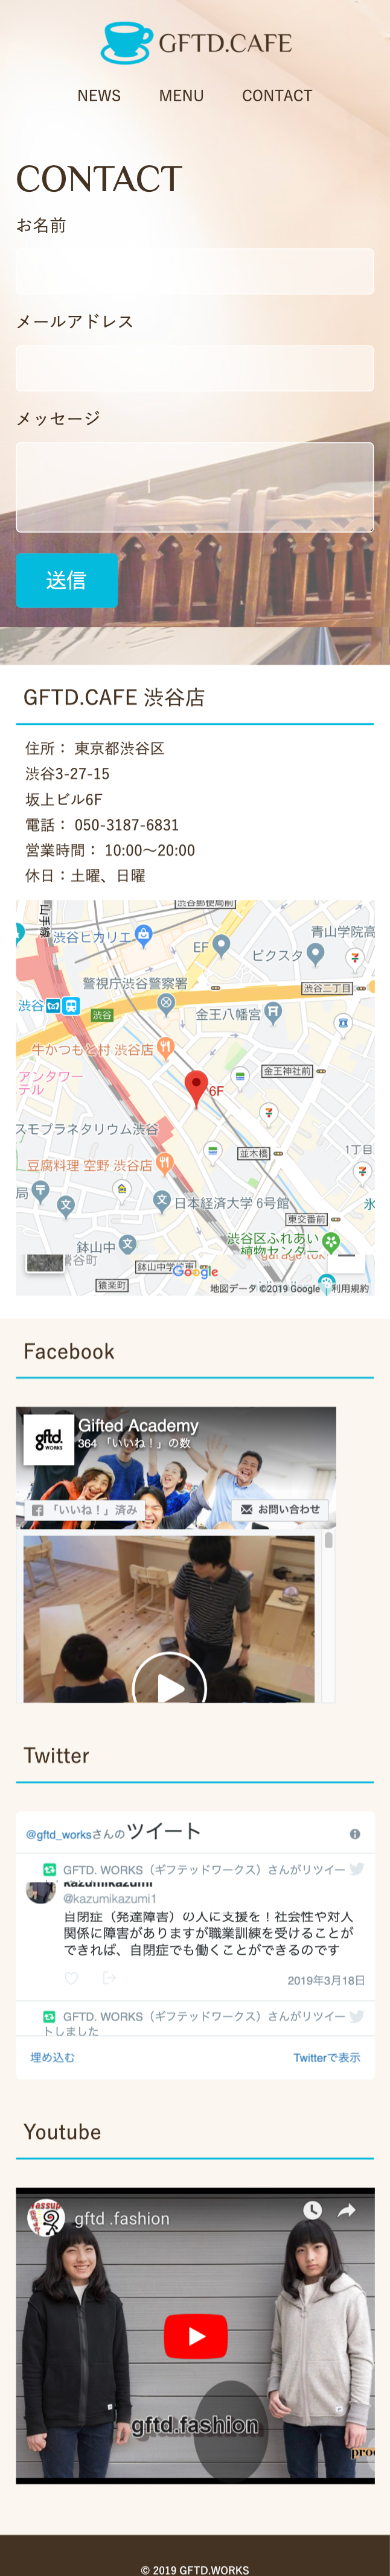 GFTD.CAFE
NEWS MENU CONTACT
CONTACT
お名前
メールアドレス
メッセージ
送信
GFTD.CAFE 渋谷店
住所： 東京都渋谷区
渋谷3-27-15
坂上ビル6F
電話： 050-3187-6831
営業時間： 10:00〜20:00
休日：土曜、日曜
渋谷郵便局前
山手線
渋谷ヒカリエ
青山学院高
EF
ピクスタ
警視庁渋谷警察署
渋谷二丁目
渋谷
渋谷
金王八幡宮
牛かつもと村 渋谷店
金王神社前
アンタワー
テル
6F
スモプラネタリウム渋谷
並木橋
1丁目
豆腐料理 空野 渋谷店
局
日本経済大学 6号館
氷
東交番前
鉢山中
渋谷区ふれあい
植物センター
鶯谷町
Google
猿楽町
地図データ ©2019 Google
利用規約
Facebook
gftd.
WORKS
Gifted Academy
364 「いいね！」の数
「いいね！」済み
お問い合わせ
Twitter
@gftd_worksさんのツイート
GFTD. WORKS（ギフテッドワークス）さんがリツイー
kazumikazumi
@kazumikazumi1
自閉症（発達障害）の人に支援を！社会性や対人
関係に障害がありますが職業訓練を受けることが
できれば、自閉症でも働くことができるのです
2019年3月18日
GFTD. WORKS（ギフテッドワークス）さんがリツイー
トしました
埋め込む
Twitterで表示
Youtube
gftd .fashion
gftd.fashion
© 2019 GFTD.WORKS